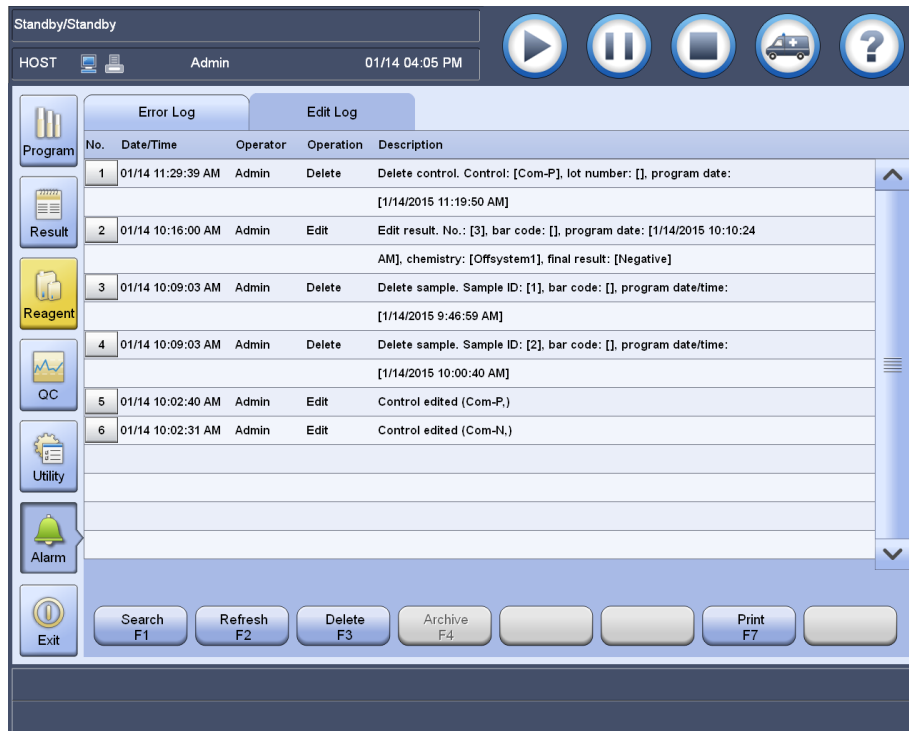 Standby/Standby
HOST Admin 01/14 04:05 PM
?
Program
Result
Reagent
QC
Utility
Alarm
Exit
Error Log Edit Log
No. Date/Time Operator Operation Description
1 01/14 11:29:39 AM Admin Delete Delete control. Control: [Com-P], lot number: [], program date:
[1/14/2015 11:19:50 AM]
2 01/14 10:16:00 AM Admin Edit Edit result. No.: [3], bar code: [], program date: [1/14/2015 10:10:24
AM], chemistry: [Offsystem1], final result: [Negative]
3 01/14 10:09:03 AM Admin Delete Delete sample. Sample ID: [1], bar code: [], program date/time:
[1/14/2015 9:46:59 AM]
4 01/14 10:09:03 AM Admin Delete Delete sample. Sample ID: [2], bar code: [], program date/time:
[1/14/2015 10:00:40 AM]
5 01/14 10:02:40 AM Admin Edit Control edited (Com-P,)
6 01/14 10:02:31 AM Admin Edit Control edited (Com-N,)
Search Refresh Delete Archive Print
F1 F2 F3 F4 F7